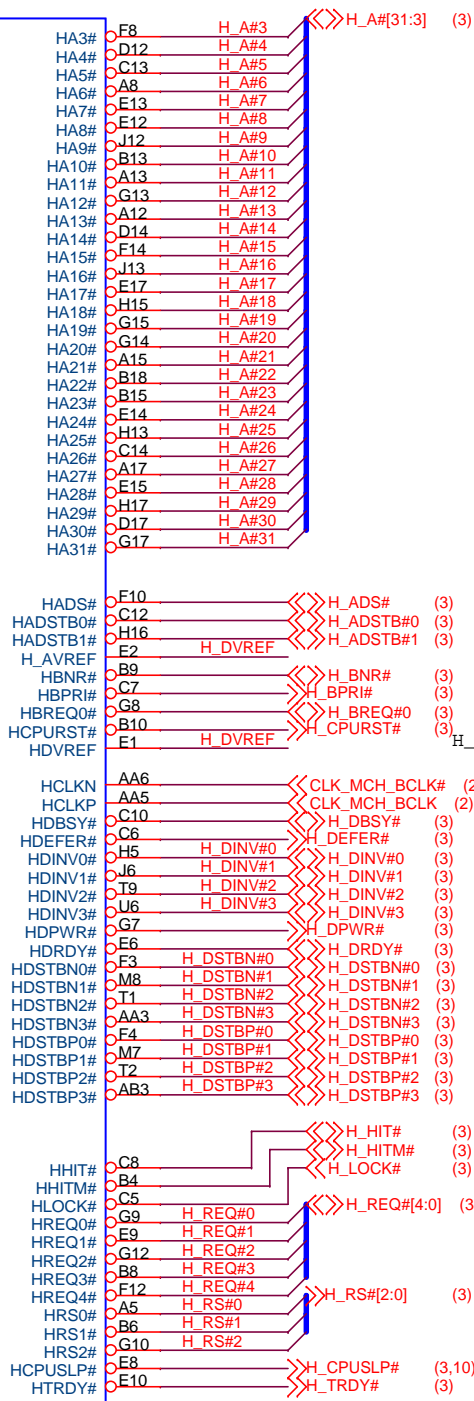 H_A#[31:3] (3)
HA3# F8 H_A#3
HA4# D12 H_A#4
HA5# C13 H_A#5
HA6# A8 H_A#6
HA7# E13 H_A#7
HA8# E12 H_A#8
HA9# J12 H_A#9
HA10# B13 H_A#10
HA11# A13 H_A#11
HA12# G13 H_A#12
HA13# A12 H_A#13
HA14# D14 H_A#14
HA15# F14 H_A#15
HA16# J13 H_A#16
HA17# E17 H_A#17
HA18# H15 H_A#18
HA19# G15 H_A#19
HA20# G14 H_A#20
HA21# A15 H_A#21
HA22# B18 H_A#22
HA23# B15 H_A#23
HA24# E14 H_A#24
HA25# H13 H_A#25
HA26# C14 H_A#26
HA27# A17 H_A#27
HA28# E15 H_A#28
HA29# H17 H_A#29
HA30# D17 H_A#30
HA31# G17 H_A#31
HADS# F10 H_ADS# (3)
HADSTB0# C12 H_ADSTB#0 (3)
HADSTB1# H16 H_ADSTB#1 (3)
H_AVREF E2 H_DVREF
HBNR# B9 H_BNR# (3)
HBPRI# C7 H_BPRI# (3)
HBREQ0# G8 H_BREQ#0 (3)
HCPURST# B10 H_CPURST# (3)
HDVREF E1 H_DVREF H_
HCLKN AA6 CLK_MCH_BCLK# (2
HCLKP AA5 CLK_MCH_BCLK (2)
HDBSY# C10 H_DBSY# (3)
HDEFER# C6 H_DEFER# (3)
HDINV0# H5 H_DINV#0 H_DINV#0 (3)
HDINV1# J6 H_DINV#1 H_DINV#1 (3)
HDINV2# T9 H_DINV#2 H_DINV#2 (3)
HDINV3# U6 H_DINV#3 H_DINV#3 (3)
HDPWR# G7 H_DPWR# (3)
HDRDY# E6 H_DRDY# (3)
HDSTBN0# F3 H_DSTBN#0 H_DSTBN#0 (3)
HDSTBN1# M8 H_DSTBN#1 H_DSTBN#1 (3)
HDSTBN2# T1 H_DSTBN#2 H_DSTBN#2 (3)
HDSTBN3# AA3 H_DSTBN#3 H_DSTBN#3 (3)
HDSTBP0# F4 H_DSTBP#0 H_DSTBP#0 (3)
HDSTBP1# M7 H_DSTBP#1 H_DSTBP#1 (3)
HDSTBP2# T2 H_DSTBP#2 H_DSTBP#2 (3)
HDSTBP3# AB3 H_DSTBP#3 H_DSTBP#3 (3)
H_HIT# (3)
H_HITM# (3)
HHIT# C8 H_LOCK# (3)
HHITM# B4
HLOCK# C5 H_REQ#[4:0] (3
HREQ0# G9 H_REQ#0
HREQ1# E9 H_REQ#1
HREQ2# G12 H_REQ#2
HREQ3# B8 H_REQ#3
HREQ4# F12 H_REQ#4 H_RS#[2:0] (3)
HRS0# A5 H_RS#0
HRS1# B6 H_RS#1
HRS2# G10 H_RS#2
HCPUSLP# E8 H_CPUSLP# (3,10)
HTRDY# E10 H_TRDY# (3)